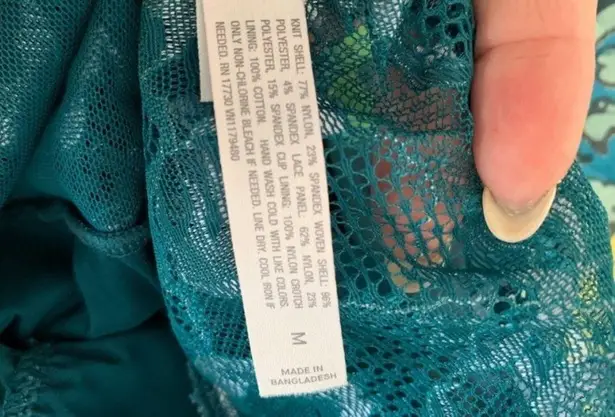 KNIT SHELL: 77% NYLON, 23% SPANDEX WOVEN SHELL: 96%
POLYESTER, 4% SPANDEX LACE PANEL: 62% NYLON, 23%
POLYESTER, 15% SPANDEX CUP LINING: 100% NYLON CROTCH
LINING: 100% COTTON. HAND WASH COLD WITH LIKE COLORS.
ONLY NON-CHLORINE BLEACH IF NEEDED. LINE DRY. COOL IRON IF
NEEDED. RN 17730 VN1179480
M
MADE IN
BANGLADESH